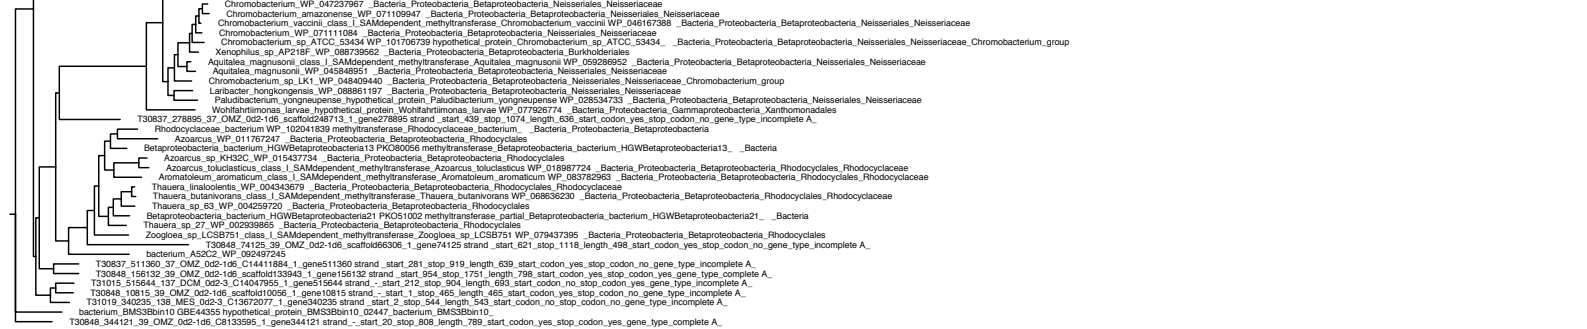 Chromobacterium_WP_047237967 _Bacteria_Proteobacteria_Betaproteobacteria_Neisseriales_Neisseriaceae
Chromobacterium_amazonense_WP_071109947 _Bacteria_Proteobacteria_Betaproteobacteria_Neisseriales_Neisseriaceae
Chromobacterium_vaccinii_class_I_SAMdependent_methyltransferase_Chromobacterium_vaccinii WP_046167388 _Bacteria_Proteobacteria_Betaproteobacteria_Neisseriales_Neisseriaceae
Chromobacterium_WP_071111084 _Bacteria_Proteobacteria_Betaproteobacteria_Neisseriales_Neisseriaceae
Chromobacterium_sp_ATCC_53434 WP_101706739 hypothetical_protein_Chromobacterium_sp_ATCC_53434_ _Bacteria_Proteobacteria_Betaproteobacteria_Neisseriales_Neisseriaceae_Chromobacterium_group
Xenophilus_sp_AP218F_WP_088739562 _Bacteria_Proteobacteria_Betaproteobacteria_Burkholderiales
Aquitalea_magnusonii_class_I_SAMdependent_methyltransferase_Aquitalea_magnusonii WP_059286952 _Bacteria_Proteobacteria_Betaproteobacteria_Neisseriales_Neisseriaceae
Aquitalea_magnusonii_WP_045848951 _Bacteria_Proteobacteria_Betaproteobacteria_Neisseriales_Neisseriaceae
Chromobacterium_sp_LK1_WP_048409440 _Bacteria_Proteobacteria_Betaproteobacteria_Neisseriales_Neisseriaceae_Chromobacterium_group
Laribacter_hongkongensis_WP_088861197 _Bacteria_Proteobacteria_Betaproteobacteria_Neisseriales_Neisseriaceae
Paludibacterium_yongneupense_hypothetical_protein_Paludibacterium_yongneupense WP_028534733 _Bacteria_Proteobacteria_Betaproteobacteria_Neisseriales_Neisseriaceae
Wohlfahrtiimonas_larvae_hypothetical_protein_Wohlfahrtiimonas_larvae WP_077926774 _Bacteria_Proteobacteria_Gammaproteobacteria_Xanthomonadales
T30837_278895_37_OMZ_0d2-1d6_scaffold248713_1_gene278895 strand _start_439_stop_1074_length_636_start_codon_yes_stop_codon_no_gene_type_incomplete A_
Rhodocyclaceae_bacterium WP_102041839 methyltransferase_Rhodocyclaceae_bacterium_ _Bacteria_Proteobacteria_Betaproteobacteria
Azoarcus_WP_011767247 _Bacteria_Proteobacteria_Betaproteobacteria_Rhodocyclales
Betaproteobacteria_bacterium_HGWBetaproteobacteria13 PKO80056 methyltransferase_Betaproteobacteria_bacterium_HGWBetaproteobacteria13_ _Bacteria
Azoarcus_sp_KH32C_WP_015437734 _Bacteria_Proteobacteria_Betaproteobacteria_Rhodocyclales
Azoarcus_toluclasticus_class_I_SAMdependent_methyltransferase_Azoarcus_toluclasticus WP_018987724 _Bacteria_Proteobacteria_Betaproteobacteria_Rhodocyclales_Rhodocyclaceae
Aromatoleum_aromaticum_class_I_SAMdependent_methyltransferase_Aromatoleum_aromaticum WP_083782963 _Bacteria_Proteobacteria_Betaproteobacteria_Rhodocyclales_Rhodocyclaceae
Thauera_linaloolentis_WP_004343679 _Bacteria_Proteobacteria_Betaproteobacteria_Rhodocyclales_Rhodocyclaceae
Thauera_butanivorans_class_I_SAMdependent_methyltransferase_Thauera_butanivorans WP_068636230 _Bacteria_Proteobacteria_Betaproteobacteria_Rhodocyclales_Rhodocyclaceae
Thauera_sp_63_WP_004259720 _Bacteria_Proteobacteria_Betaproteobacteria_Rhodocyclales
Betaproteobacteria_bacterium_HGWBetaproteobacteria21 PKO51002 methyltransferase_partial_Betaproteobacteria_bacterium_HGWBetaproteobacteria21_ _Bacteria
Thauera_sp_27_WP_002939865 _Bacteria_Proteobacteria_Betaproteobacteria_Rhodocyclales
Zoogloea_sp_LCSB751_class_I_SAMdependent_methyltransferase_Zoogloea_sp_LCSB751 WP_079437395 _Bacteria_Proteobacteria_Betaproteobacteria_Rhodocyclales
T30848_74125_39_OMZ_0d2-1d6_scaffold66306_1_gene74125 strand _start_621_stop_1118_length_498_start_codon_yes_stop_codon_no_gene_type_incomplete A_
bacterium_A52C2_WP_092497245
T30837_511360_37_OMZ_0d2-1d6_C14411884_1_gene511360 strand _start_281_stop_919_length_639_start_codon_yes_stop_codon_no_gene_type_incomplete A_
T30848_156132_39_OMZ_0d2-1d6_scaffold133943_1_gene156132 strand _start_954_stop_1751_length_798_start_codon_yes_stop_codon_yes_gene_type_complete A_
T31015_515644_137_DCM_0d2-3_C14047955_1_gene515644 strand_-_start_212_stop_904_length_693_start_codon_no_stop_codon_yes_gene_type_incomplete A_
T30848_10815_39_OMZ_0d2-1d6_scaffold10056_1_gene10815 strand_-_start_1_stop_465_length_465_start_codon_yes_stop_codon_no_gene_type_incomplete A_
T31019_340235_138_MES_0d2-3_C13672077_1_gene340235 strand _start_2_stop_544_length_543_start_codon_no_stop_codon_no_gene_type_incomplete A_
bacterium_BMS3Bbin10 GBE44355 hypothetical_protein_BMS3Bbin10_02447_bacterium_BMS3Bbin10_
T30848_344121_39_OMZ_0d2-1d6_C8133595_1_gene344121 strand_-_start_20_stop_808_length_789_start_codon_yes_stop_codon_yes_gene_type_complete A_